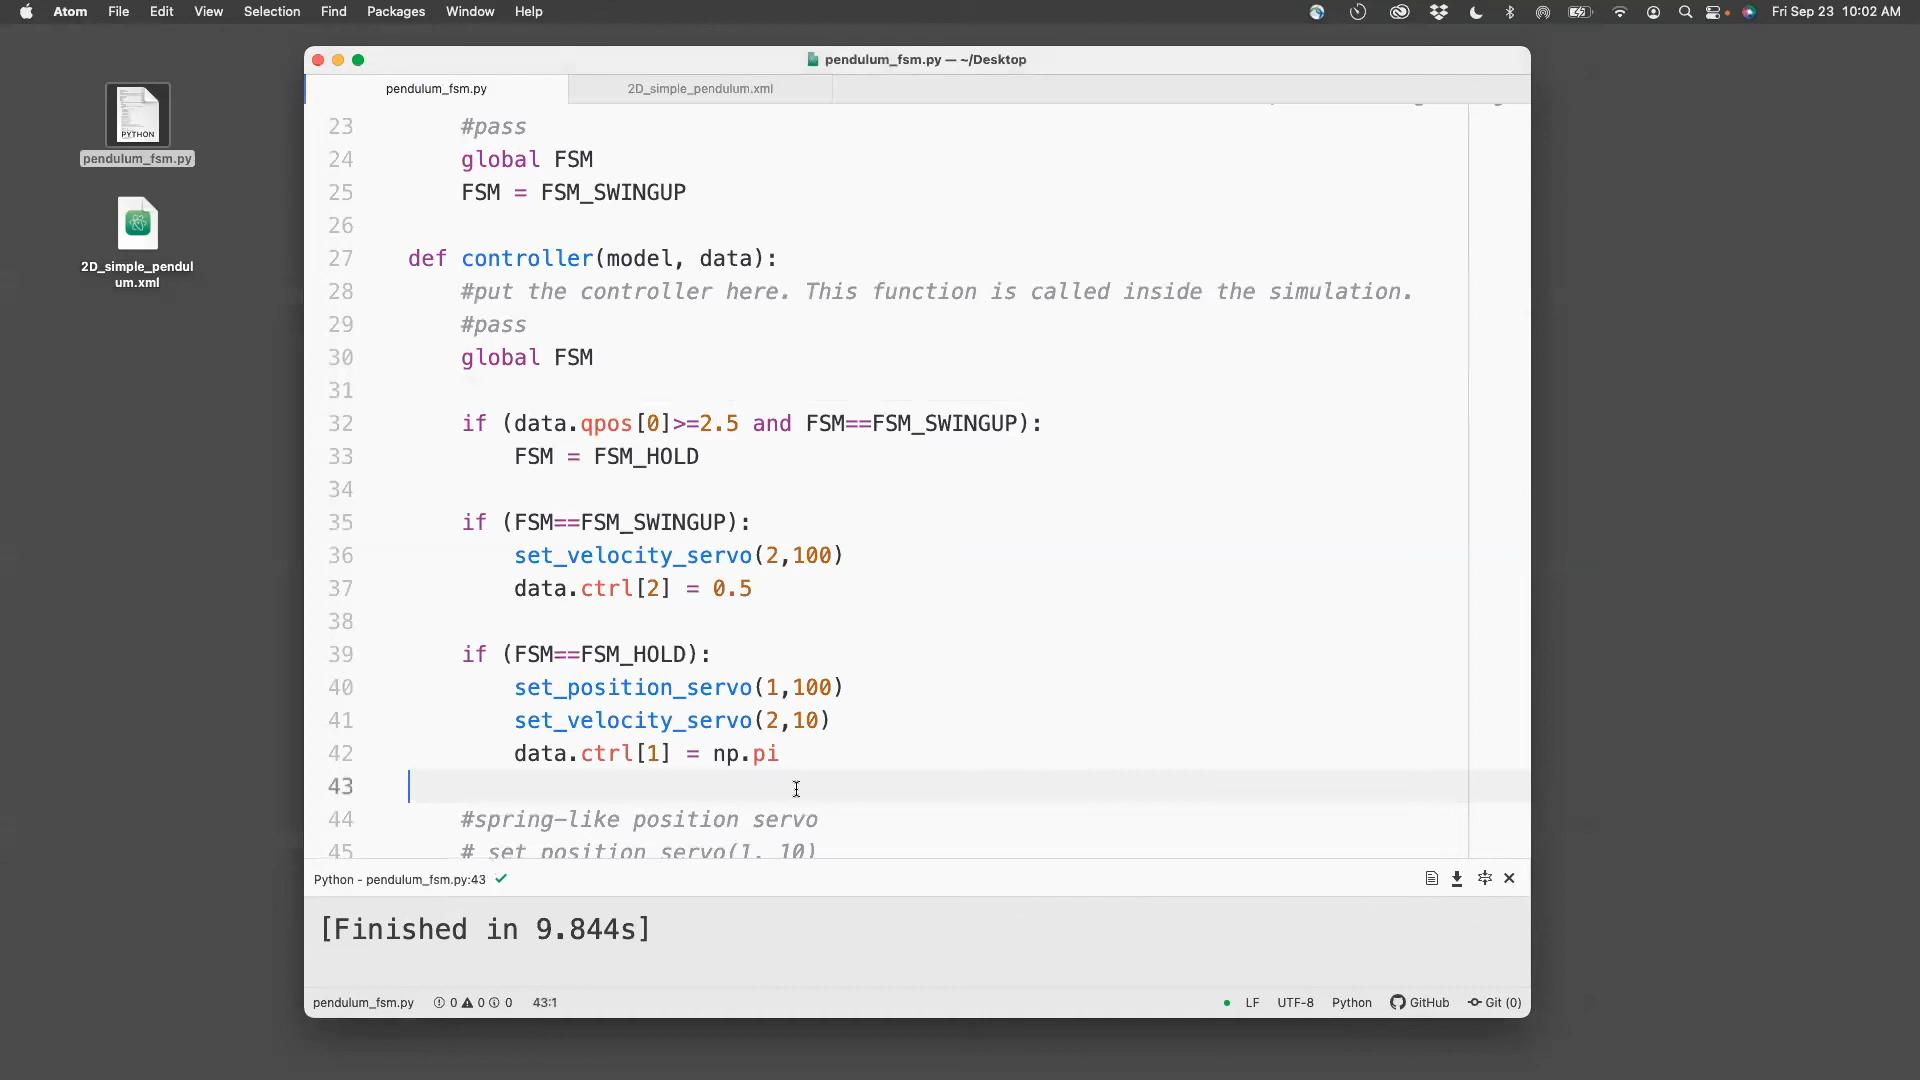 Atom File Edit View Selection Find Packages Window Help Fri Sep 23 10:02 AM
pendulum_fsm.py — ~/Desktop
pendulum_fsm.py 2D_simple_pendulum.xml
PYTHON
pendulum_fsm.py
2D_simple_pendul
um.xml
23 #pass
24 global FSM
25 FSM = FSM_SWINGUP
26
27 def controller(model, data):
28 #put the controller here. This function is called inside the simulation.
29 #pass
30 global FSM
31
32 if (data.qpos[0]>=2.5 and FSM==FSM_SWINGUP):
33 FSM = FSM_HOLD
34
35 if (FSM==FSM_SWINGUP):
36 set_velocity_servo(2,100)
37 data.ctrl[2] = 0.5
38
39 if (FSM==FSM_HOLD):
40 set_position_servo(1,100)
41 set_velocity_servo(2,10)
42 data.ctrl[1] = np.pi
43
44 #spring-like position servo
45 # set_position_servo(1, 10)
Python - pendulum_fsm.py:43
[Finished in 9.844s]
pendulum_fsm.py 0 0 0 43:1 LF UTF-8 Python GitHub Git (0)